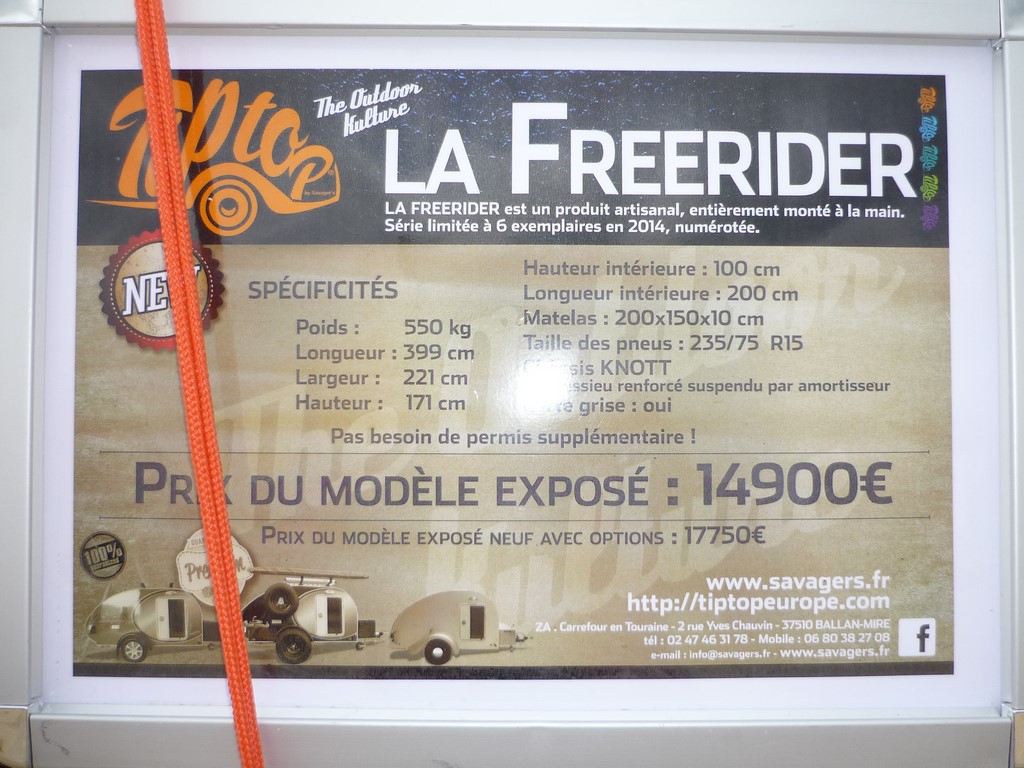 Tiptop
The Outdoor
Kulture
LA FREERIDER
LA FREERIDER est un produit artisanal, entièrement monté à la main.
Série limitée à 6 exemplaires en 2014, numérotée.
NEW
SPÉCIFICITÉS
Poids : 550 kg
Longueur : 399 cm
Largeur : 221 cm
Hauteur : 171 cm
Hauteur intérieure : 100 cm
Longueur intérieure : 200 cm
Matelas : 200x150x10 cm
Taille des pneus : 235/75 R15
KNOTT
renforcé suspendu par amortisseur
grise : oui
Pas besoin de permis supplémentaire !
PRIX DU MODÈLE EXPOSÉ : 14900€
PRIX DU MODÈLE EXPOSÉ NEUF AVEC OPTIONS : 17750€
100%
www.savagers.fr
http://tiptopeurope.com
ZA . Carrefour en Touraine - 2 rue Yves Chauvin - 37510 BALLAN-MIRE
tél : 02 47 46 31 78 - Mobile : 06 80 38 27 08
e-mail : info@savagers.fr - www.savagers.fr
f